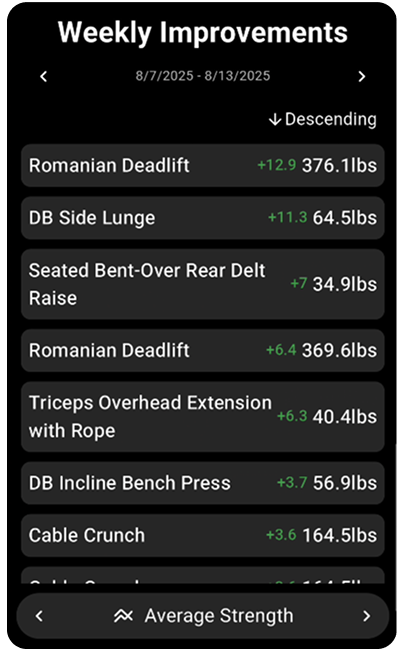 Weekly Improvements
8/7/2025 - 8/13/2025
Descending
Romanian Deadlift +12.9 376.1lbs
DB Side Lunge +11.3 64.5lbs
Seated Bent-Over Rear Delt
Raise
+7 34.9lbs
Romanian Deadlift +6.4 369.6lbs
Triceps Overhead Extension
with Rope
+6.3 40.4lbs
DB Incline Bench Press +3.7 56.9lbs
Cable Crunch +3.6 164.5lbs
Average Strength